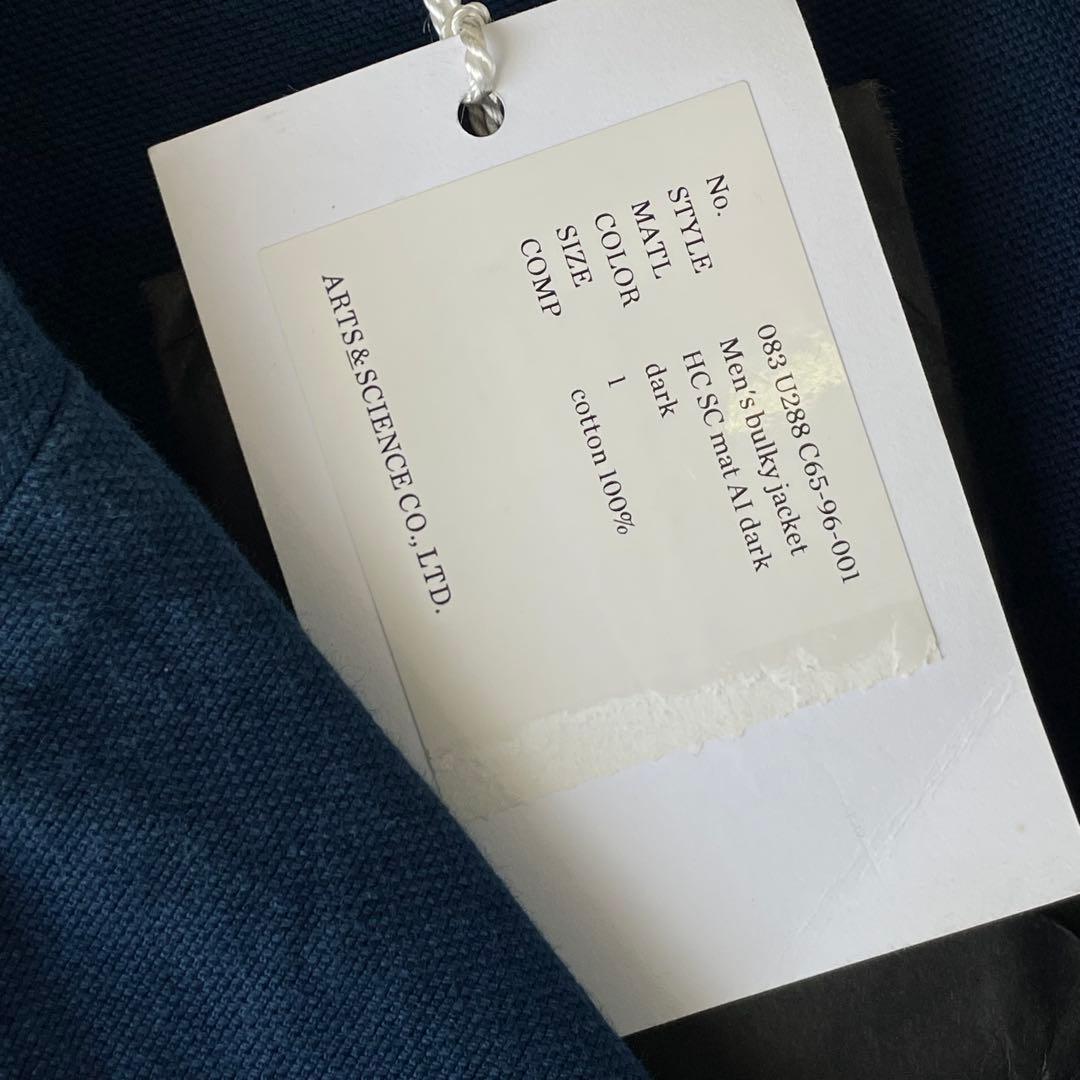 No. 083 U288 C65-96-001
STYLE Men's bulky jacket
MATL HC SC mat AI dark
COLOR dark
SIZE 1
COMP cotton 100%
ARTS&SCIENCE CO., LTD.